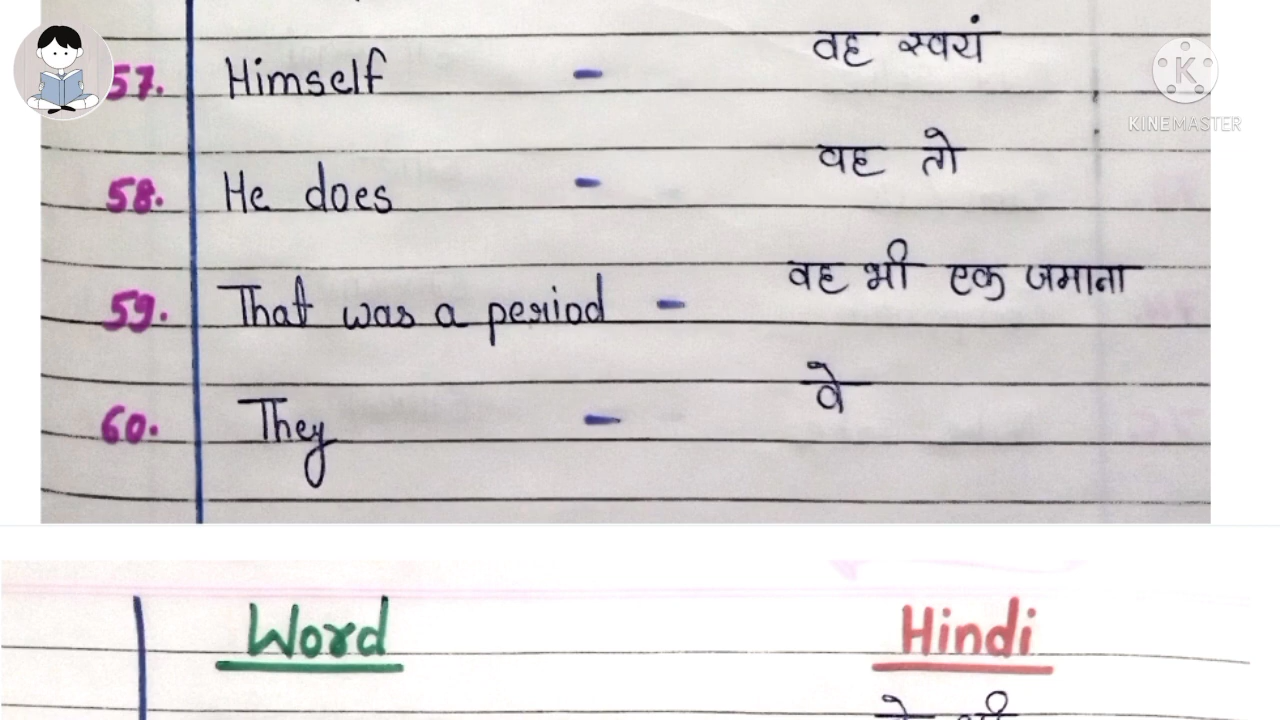 57. Himself - वह स्वयं
KINEMASTER
58. He does - वह तो
59. That was a period - वह भी एक जमाना
60. They - वे
Word Hindi